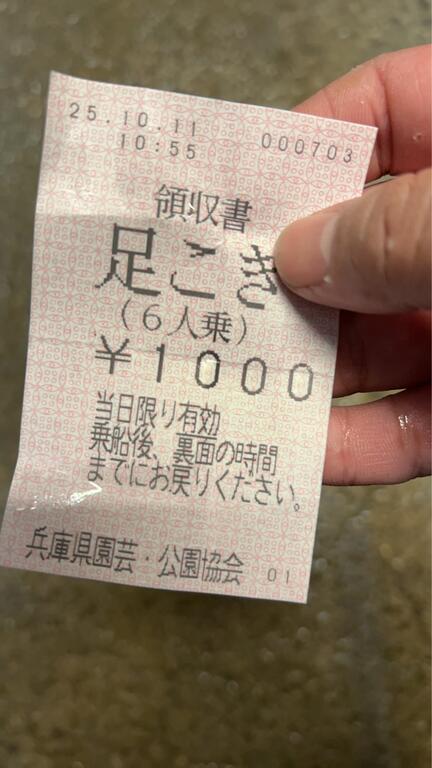 25.10.11
10:55 000703
領収書
足こぎ
(6人乗)
¥1000
当日限り有効
乗船後、裏面の時間
までにお戻りください。
兵庫県園芸・公園協会 01